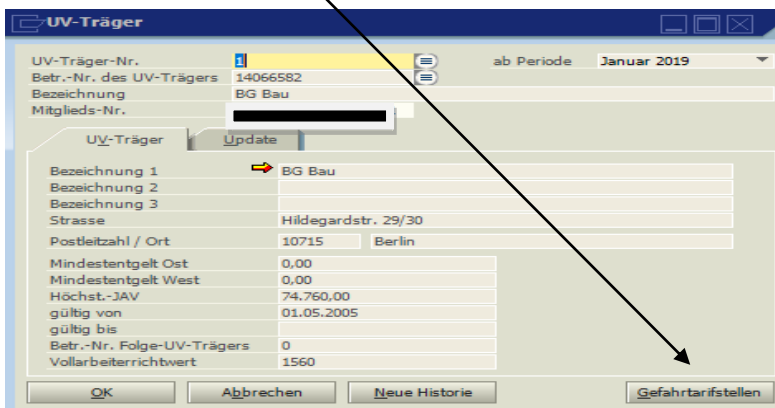 UV-Träger
UV-Träger-Nr. 1 ab Periode Januar 2019
Betr.-Nr. des UV-Trägers 14066582
Bezeichnung BG Bau
Mitglieds-Nr.
UV-Träger Update
Bezeichnung 1 BG Bau
Bezeichnung 2
Bezeichnung 3
Strasse Hildegardstr. 29/30
Postleitzahl / Ort 10715 Berlin
Mindestentgelt Ost 0,00
Mindestentgelt West 0,00
Höchst.-JAV 74.760,00
gültig von 01.05.2005
gültig bis
Betr.-Nr. Folge-UV-Trägers 0
Vollarbeiterrichtwert 1560
OK Abbrechen Neue Historie Gefahrtarifstellen